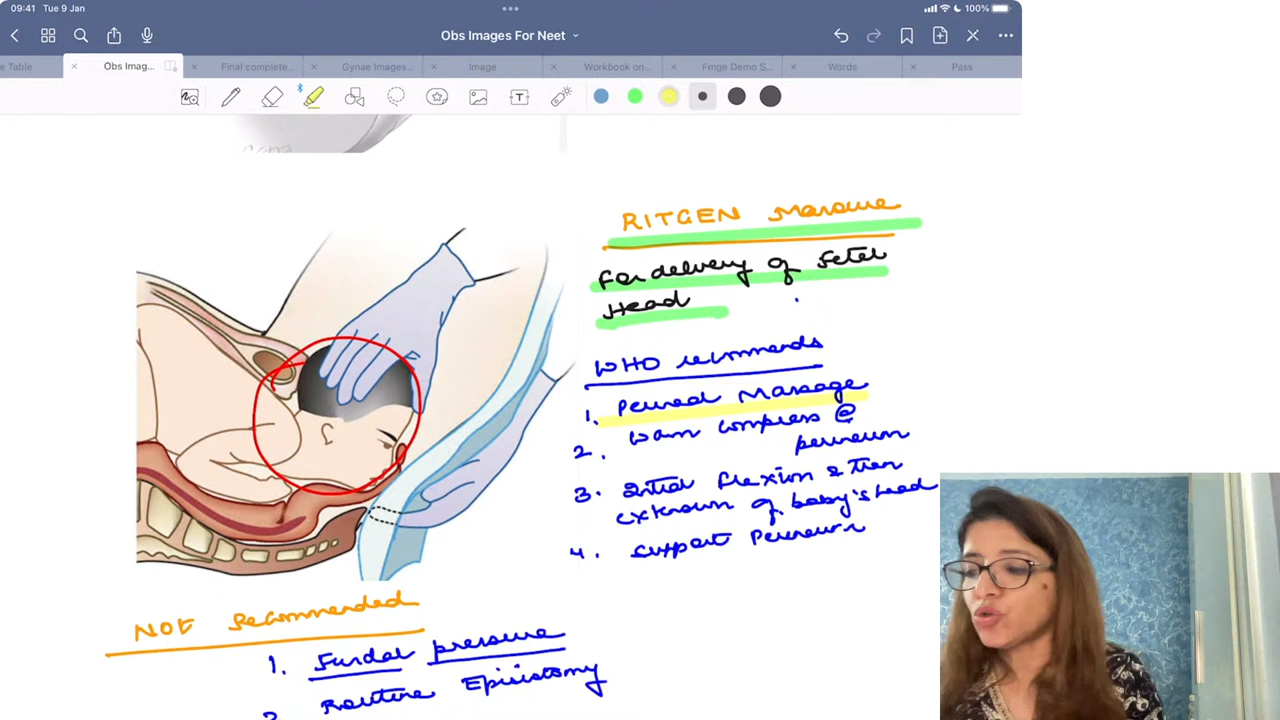 09:41 Tue 9 Jan
100%
Obs Images For Neet
e Table
Obs Imag...
Final complete...
Gynae Images...
Image
Workbook on...
Fmge Demo S...
Words
Pass
RITGEN
For delivery of Fetal
Head
WHO recommends
1. Perineal Massage
2. Warm compress @
perineum
3. Initial flexion & then
extension of baby's head
4. Support Perineum
NOT Recommended
1. Fundal pressure
Routine Episiotomy